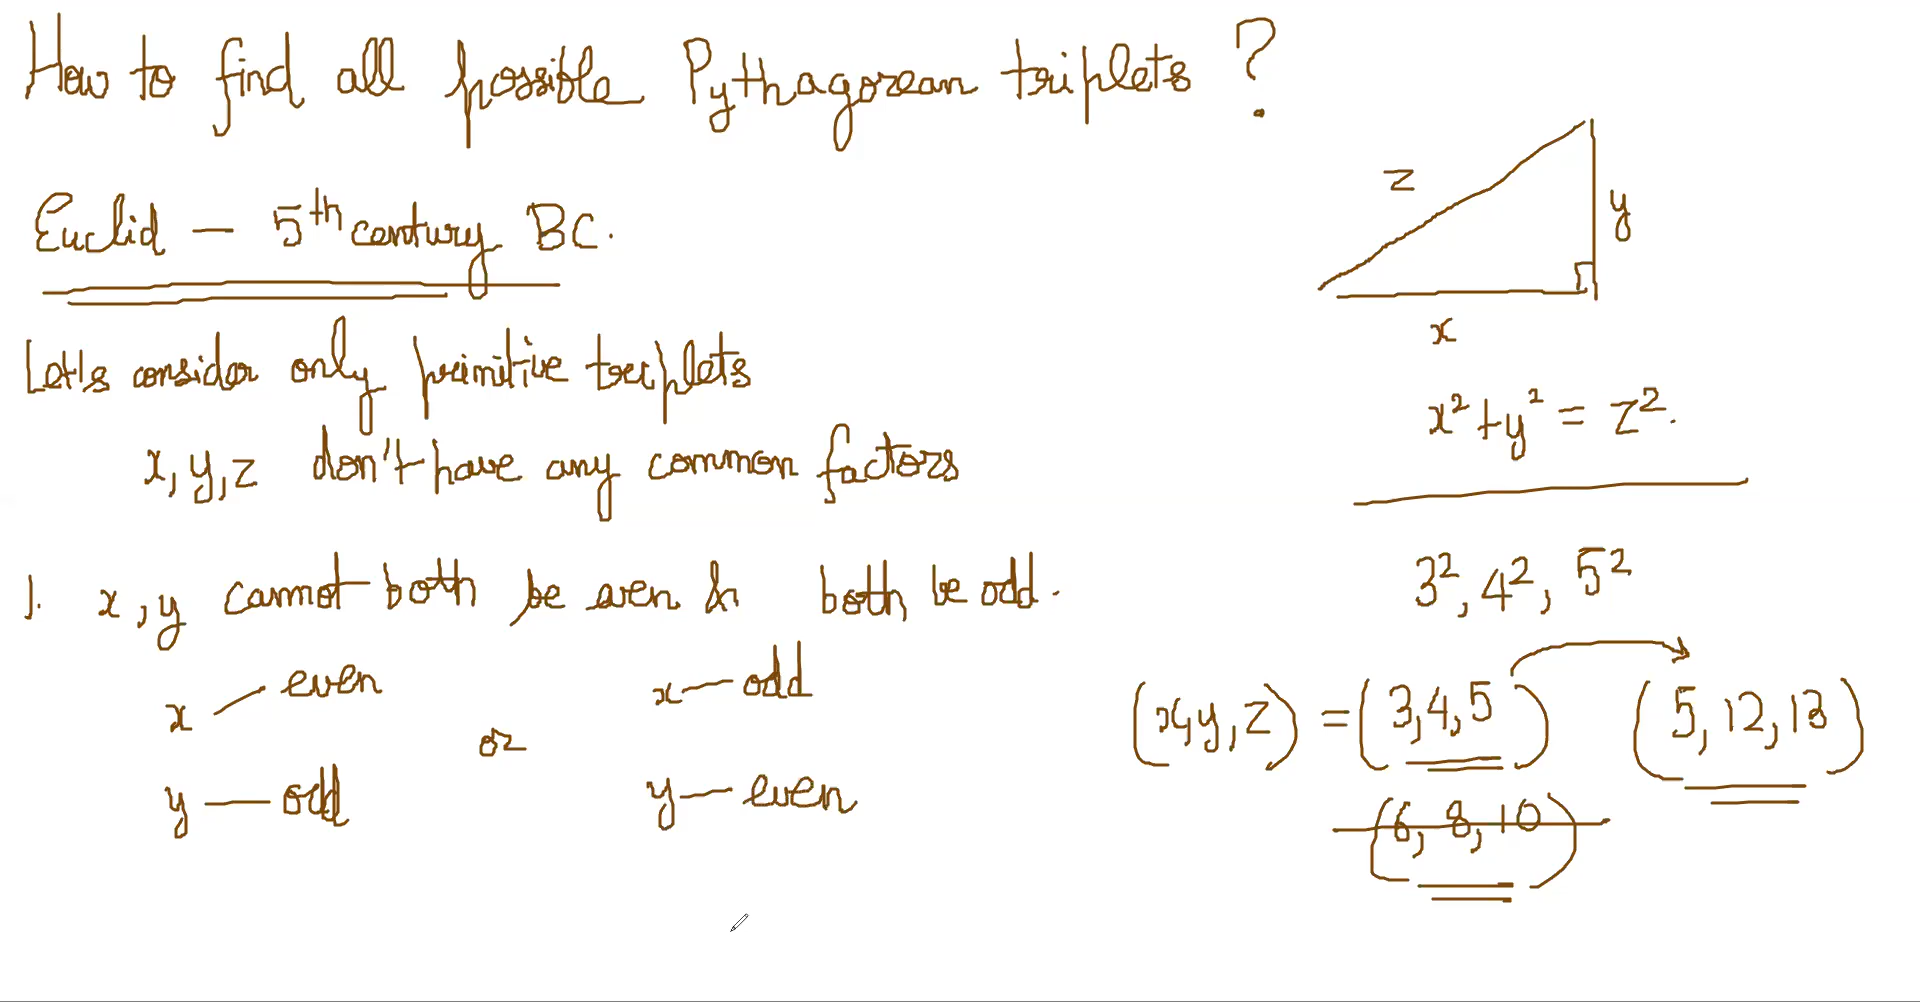 How to find all possible Pythagorean triplets ?
Euclid — 5th century BC.
Let's consider only primitive triplets
x, y, z don't have any common factors
1. x, y cannot both be even & both be odd.
x — even
y — odd
or
x — odd
y — even
z
y
x
x² + y² = z².
3², 4², 5²
(x, y, z) = (3, 4, 5) (5, 12, 13)
(6, 8, 10)